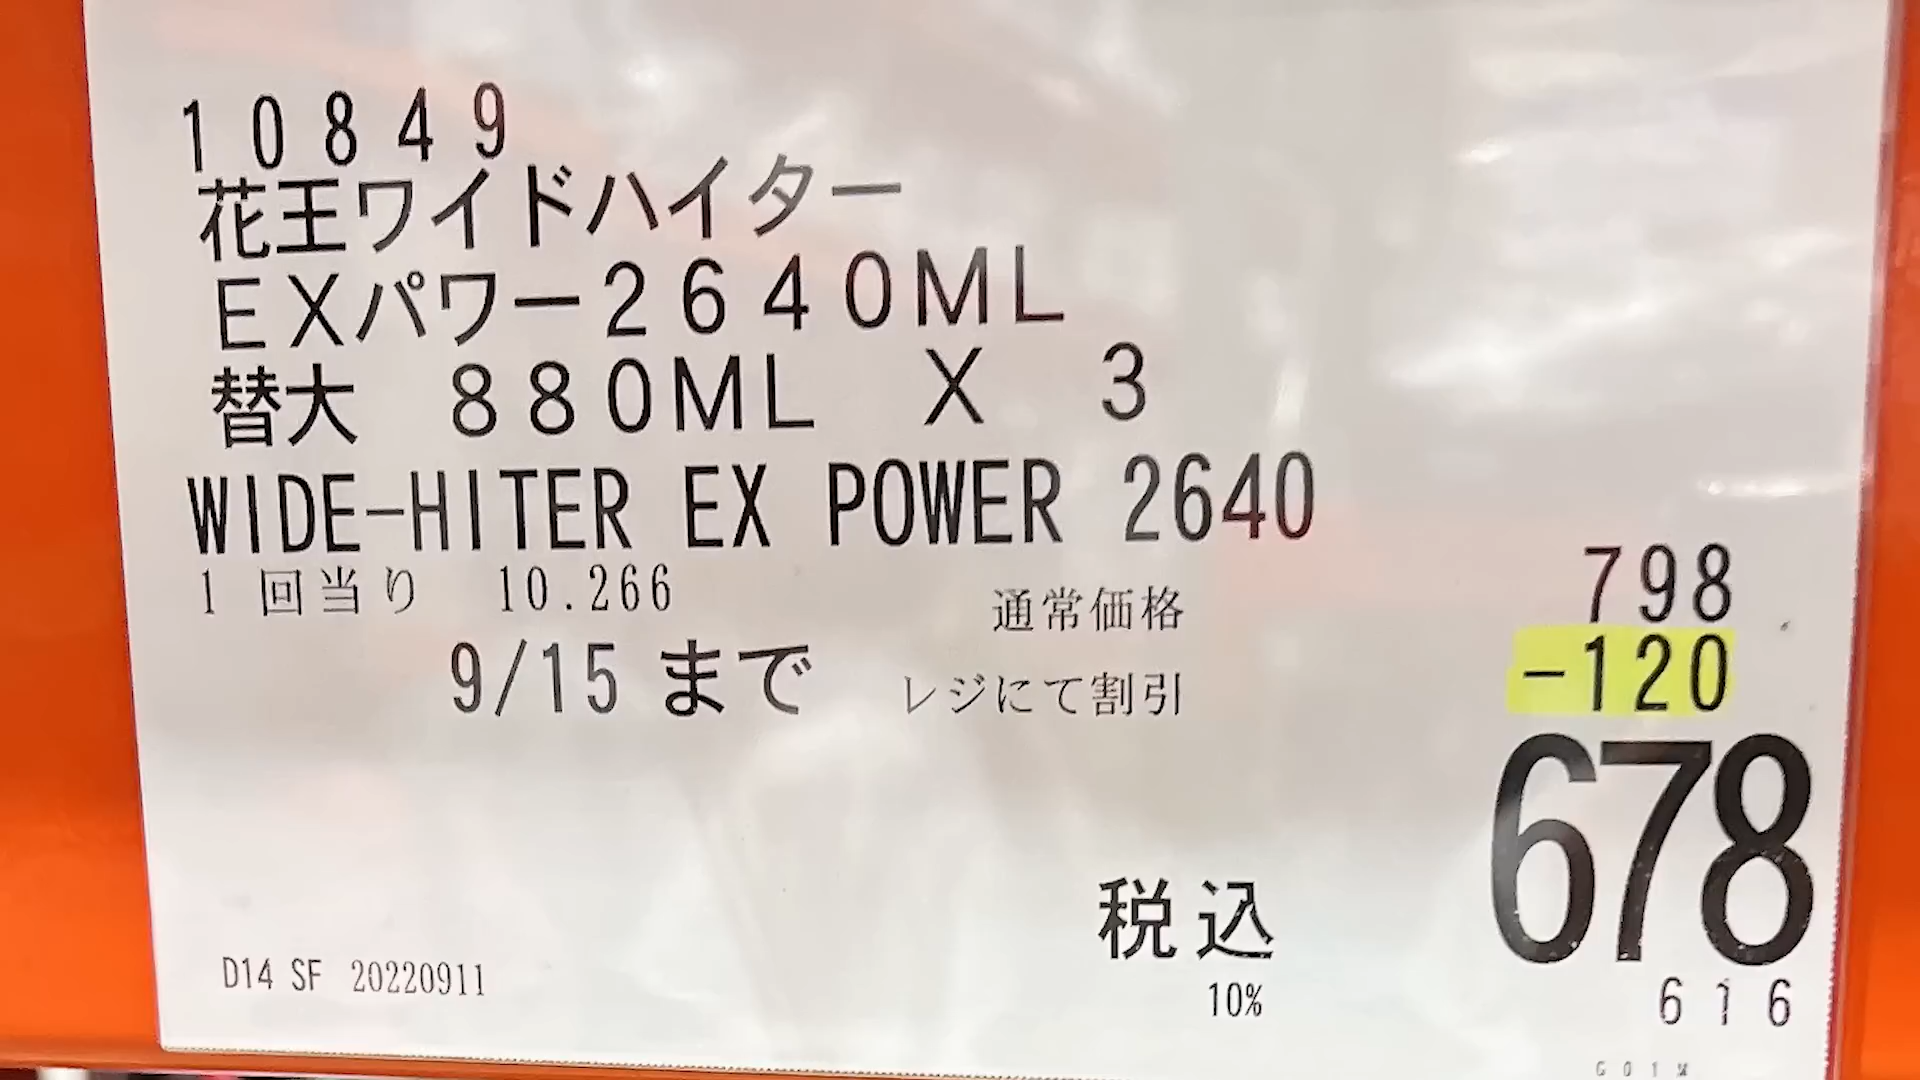 10849
花王ワイドハイター
EXパワー2640ML
替大 880ML X 3
WIDE-HITER EX POWER 2640
1回当り 10.266
通常価格 798
9/15 まで レジにて割引 -120
678
税込
10%
616
D14 SF 20220911